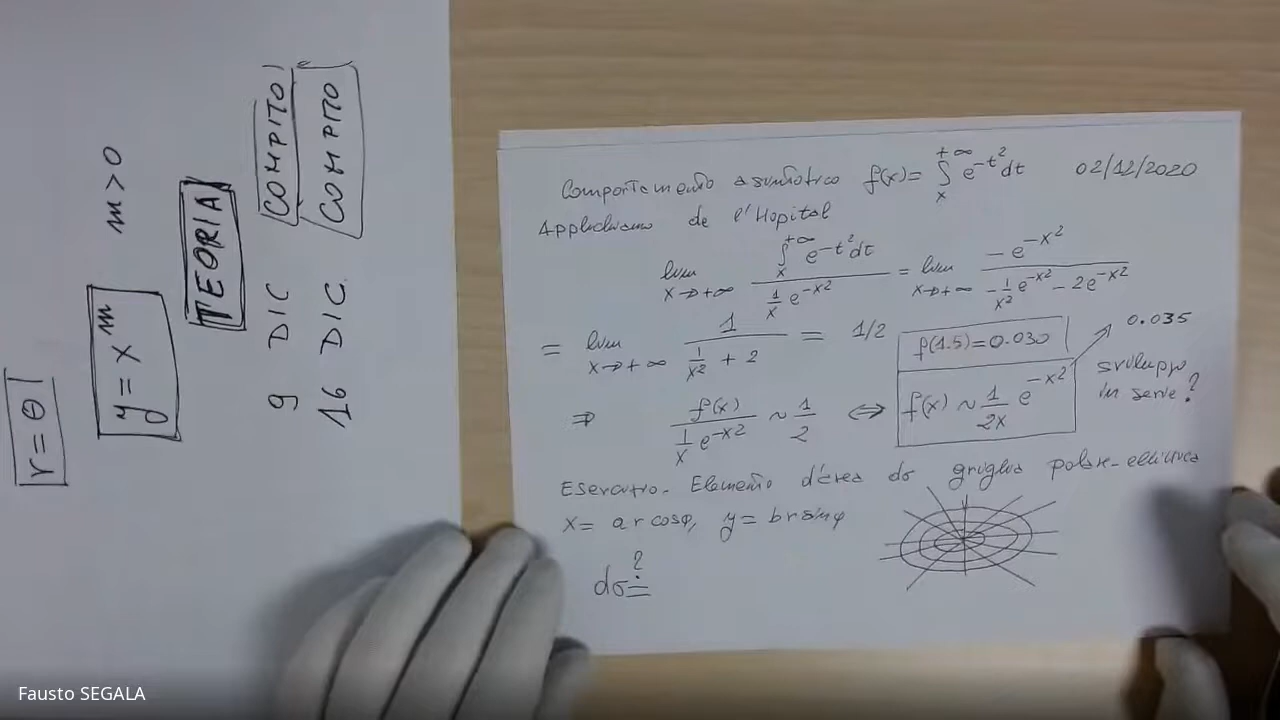 r = θ
y = x^m   m > 0
TEORIA
9 DIC COMPITO
16 DIC. COMPITO
Comportamento asintotico f(x) = ∫_x^{+∞} e^{-t²} dt   02/12/2020
Applichiamo de l'Hopital
lim_{x→+∞} (∫_x^{+∞} e^{-t²} dt) / (1/x e^{-x²}) = lim_{x→+∞} (-e^{-x²}) / (-1/x² e^{-x²} - 2e^{-x²})
= lim_{x→+∞} 1 / (1/x² + 2) = 1/2
f(1.5) = 0.030   0.035
⇒ f(x) / (1/x e^{-x²}) ~ 1/2 ⇔ f(x) ~ 1/2x e^{-x²}
sviluppo
in serie?
Esercizio. Elemento d'area di griglia polare-ellittica
x = a r cosφ, y = b r sinφ
dσ ≟
Fausto SEGALA